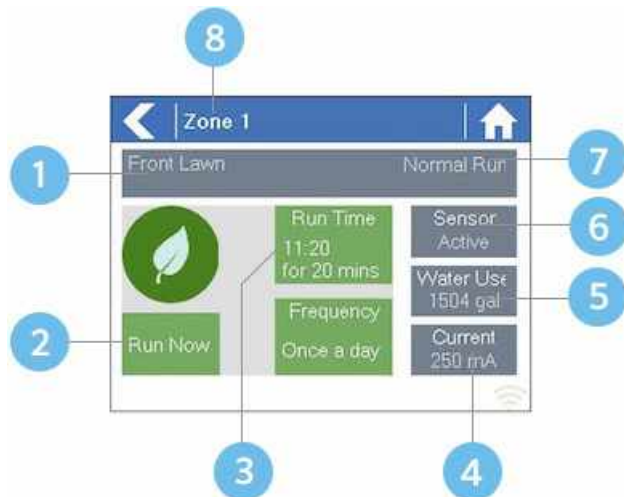 8
Zone 1
1
Front Lawn
Normal Run
7
Run Time
11:20
for 20 mins
Sensor
Active
6
Water Use
1504 gal
5
2
Run Now
Frequency
Once a day
Current
250 mA
3
4